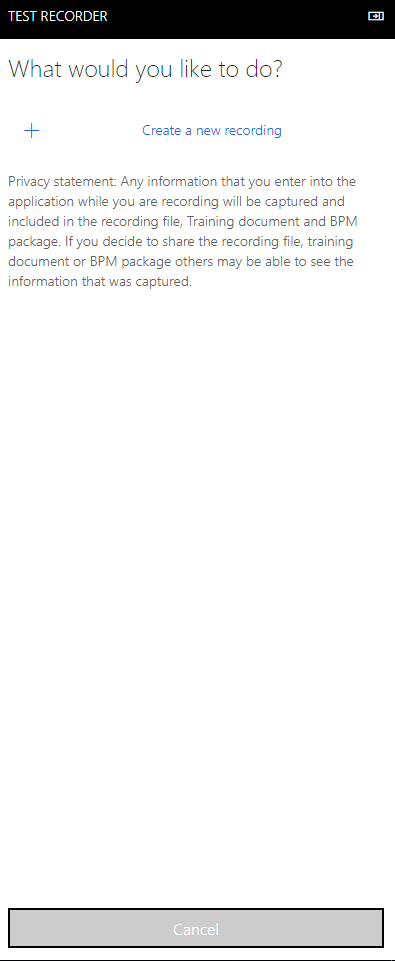 TEST RECORDER
What would you like to do?
Create a new recording
Privacy statement: Any information that you enter into the
application while you are recording will be captured and
included in the recording file, Training document and BPM
package. If you decide to share the recording file, training
document or BPM package others may be able to see the
information that was captured.
Cancel